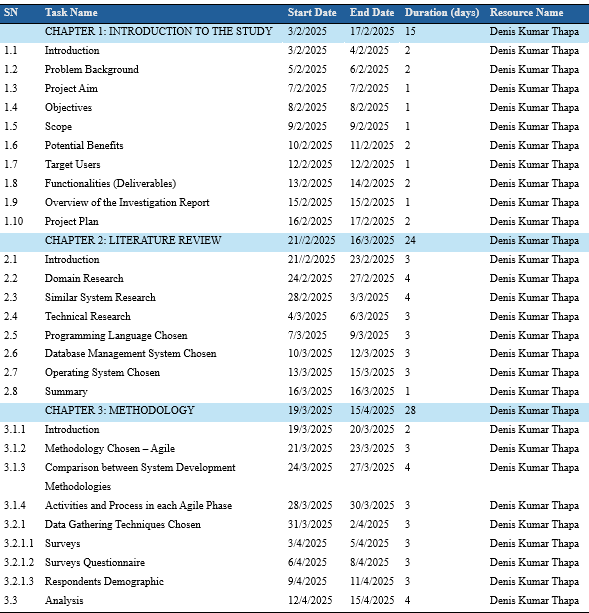 SN Task Name Start Date End Date Duration (days) Resource Name
CHAPTER 1: INTRODUCTION TO THE STUDY 3/2/2025 17/2/2025 15 Denis Kumar Thapa
1.1 Introduction 3/2/2025 4/2/2025 2 Denis Kumar Thapa
1.2 Problem Background 5/2/2025 6/2/2025 2 Denis Kumar Thapa
1.3 Project Aim 7/2/2025 7/2/2025 1 Denis Kumar Thapa
1.4 Objectives 8/2/2025 8/2/2025 1 Denis Kumar Thapa
1.5 Scope 9/2/2025 9/2/2025 1 Denis Kumar Thapa
1.6 Potential Benefits 10/2/2025 11/2/2025 2 Denis Kumar Thapa
1.7 Target Users 12/2/2025 12/2/2025 1 Denis Kumar Thapa
1.8 Functionalities (Deliverables) 13/2/2025 14/2/2025 2 Denis Kumar Thapa
1.9 Overview of the Investigation Report 15/2/2025 15/2/2025 1 Denis Kumar Thapa
1.10 Project Plan 16/2/2025 17/2/2025 2 Denis Kumar Thapa
CHAPTER 2: LITERATURE REVIEW 21//2/2025 16/3/2025 24 Denis Kumar Thapa
2.1 Introduction 21//2/2025 23/2/2025 3 Denis Kumar Thapa
2.2 Domain Research 24/2/2025 27/2/2025 4 Denis Kumar Thapa
2.3 Similar System Research 28/2/2025 3/3/2025 4 Denis Kumar Thapa
2.4 Technical Research 4/3/2025 6/3/2025 3 Denis Kumar Thapa
2.5 Programming Language Chosen 7/3/2025 9/3/2025 3 Denis Kumar Thapa
2.6 Database Management System Chosen 10/3/2025 12/3/2025 3 Denis Kumar Thapa
2.7 Operating System Chosen 13/3/2025 15/3/2025 3 Denis Kumar Thapa
2.8 Summary 16/3/2025 16/3/2025 1 Denis Kumar Thapa
CHAPTER 3: METHODOLOGY 19/3/2025 15/4/2025 28 Denis Kumar Thapa
3.1.1 Introduction 19/3/2025 20/3/2025 2 Denis Kumar Thapa
3.1.2 Methodology Chosen – Agile 21/3/2025 23/3/2025 3 Denis Kumar Thapa
3.1.3 Comparison between System Development 24/3/2025 27/3/2025 4 Denis Kumar Thapa
Methodologies
3.1.4 Activities and Process in each Agile Phase 28/3/2025 30/3/2025 3 Denis Kumar Thapa
3.2.1 Data Gathering Techniques Chosen 31/3/2025 2/4/2025 3 Denis Kumar Thapa
3.2.1.1 Surveys 3/4/2025 5/4/2025 3 Denis Kumar Thapa
3.2.1.2 Surveys Questionnaire 6/4/2025 8/4/2025 3 Denis Kumar Thapa
3.2.1.3 Respondents Demographic 9/4/2025 11/4/2025 3 Denis Kumar Thapa
3.3 Analysis 12/4/2025 15/4/2025 4 Denis Kumar Thapa